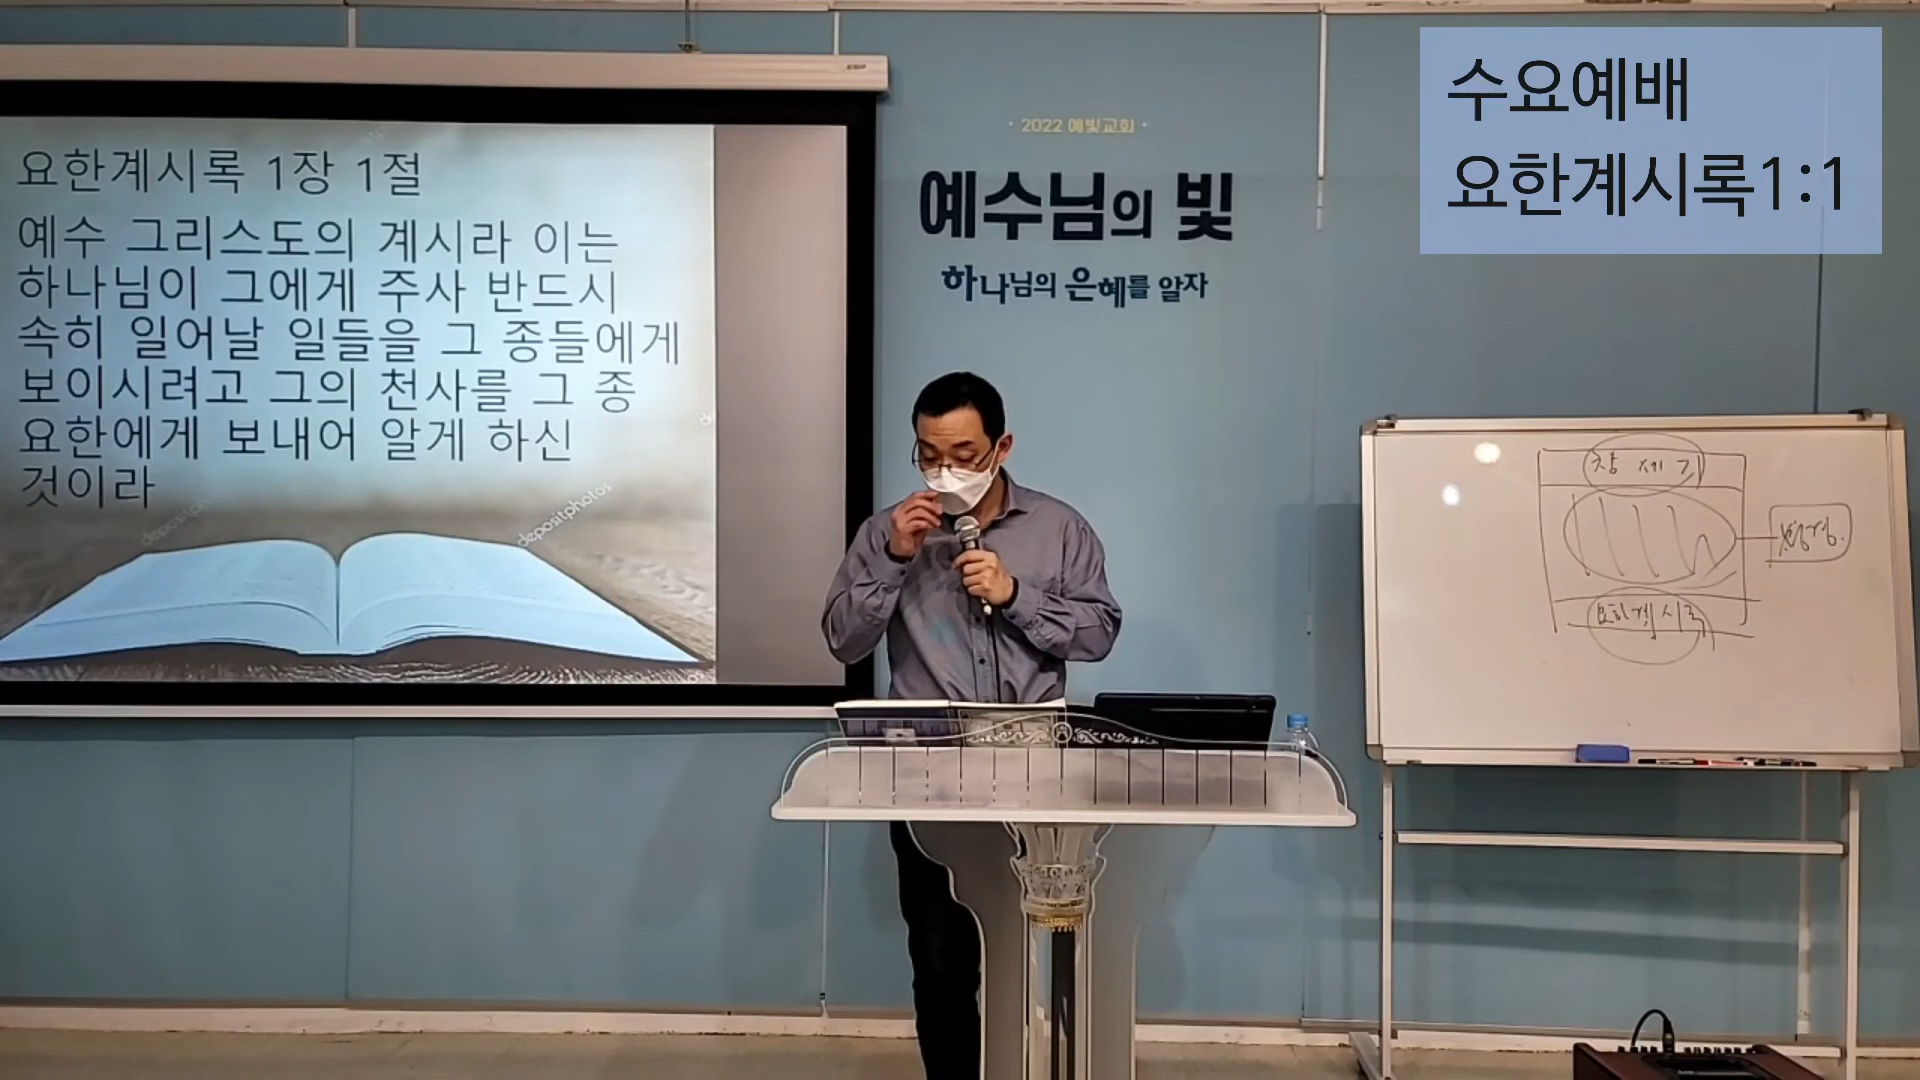 요한계시록 1장 1절
예수 그리스도의 계시라 이는
하나님이 그에게 주사 반드시
속히 일어날 일들을 그 종들에게
보이시려고 그의 천사를 그 종
요한에게 보내어 알게 하신
것이라
depositphotos
• 2022 예빛교회 •
예수님의 빛
하나님의 은혜를 알자
수요예배
요한계시록1:1
창세기
요한계시록